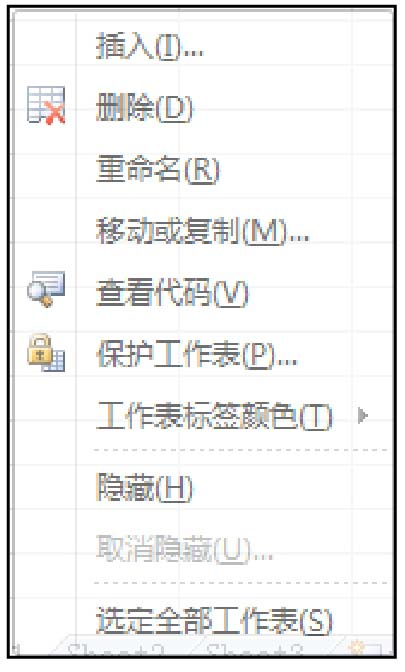 插入(I)...
删除(D)
重命名(R)
移动或复制(M)...
查看代码(V)
保护工作表(P)...
工作表标签颜色(T)
隐藏(H)
取消隐藏(U)...
选定全部工作表(S)